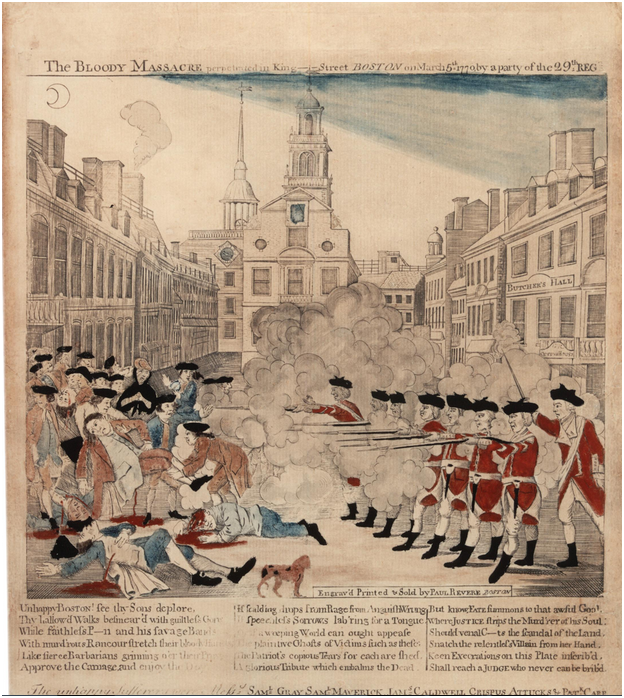 The BLOODY MASSACRE perpetrated in King—⸸—Street BOSTON on March 5th 1770 by a party of the 29th REG
BUTCHER'S HALL
Engrav'd Printed & Sold by PAUL REVERE BOSTON
Unhappy BOSTON! see thy Sons deplore,
Thy hallow'd Walks besmear'd with guiltless Gore:
While faithless P—n and his savage Bands,
With murd'rous Rancour stretch their bloody Hands;
Like fierce Barbarians grinning o'er their Prey,
Approve the Carnage, and enjoy the Day.
If scalding drops from Rage from Anguish Wrung
If speechless Sorrows lab'ring for a Tongue,
Or if a weeping World can ought appease
The plaintive Ghosts of Victims such as these;
The Patriot's copious Tears for each are shed,
A glorious Tribute which embalms the Dead.
But know, FATE summons to that awful Goal,
Where JUSTICE strips the Murd'rer of his Soul:
Should venal C—ts the scandal of the Land,
Snatch the relentless Villain from her Hand,
Keen Execrations on this Plate inscrib'd,
Shall reach a JUDGE who never can be brib'd.
The unhappy Messrs. SAML. GRAY, SAML. MAVERICK, JAMS. CALDWELL, CRISPUS ATTUCKS & PATK. CARR